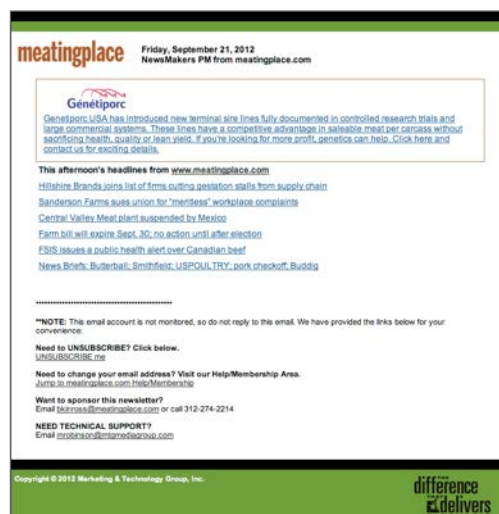 meatingplace
Friday, September 21, 2012
NewsMakers PM from meatingplace.com
Génétiporc
Genetiporc USA has introduced new terminal sire lines fully documented in controlled research trials and
large commercial systems. These lines have a competitive advantage in saleable meat per carcass without
sacrificing health, quality or lean yield. If you're looking for more profit, genetics can help. Click here and
contact us for exciting details.
This afternoon's headlines from www.meatingplace.com
Hillshire Brands joins list of firms cutting gestation stalls from supply chain
Sanderson Farms sues union for "meritless" workplace complaints
Central Valley Meat plant suspended by Mexico
Farm bill will expire Sept. 30; no action until after election
FSIS issues a public health alert over Canadian beef
News Briefs: Butterball; Smithfield; USPOULTRY; pork checkoff; Buddig
**NOTE: This email account is not monitored, so do not reply to this email. We have provided the links below for your
convenience:
Need to UNSUBSCRIBE? Click below.
UNSUBSCRIBE me
Need to change your email address? Visit our Help/Membership Area.
Jump to meatingplace.com Help/Membership
Want to sponsor this newsletter?
Email bkinross@meatingplace.com or call 312-274-2214
NEED TECHNICAL SUPPORT?
Email mrobinson@mtgmediagroup.com
Copyright © 2012 Marketing & Technology Group, Inc.
THE
difference
THAT delivers